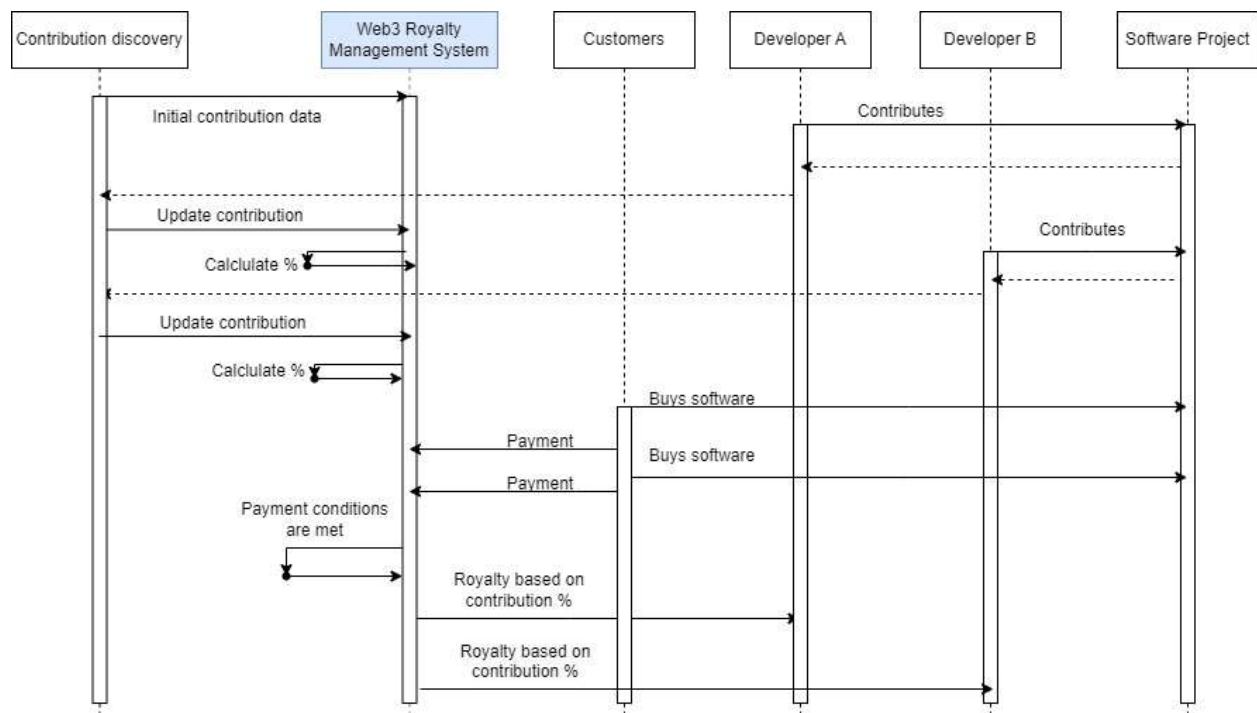 Contribution discovery
Web3 Royalty
Management System
Customers
Developer A
Developer B
Software Project
Initial contribution data
Contributes
Update contribution
Contributes
Calclulate %
Update contribution
Calclulate %
Buys software
Payment
Buys software
Payment
Payment conditions
are met
Royalty based on
contribution %
Royalty based on
contribution %